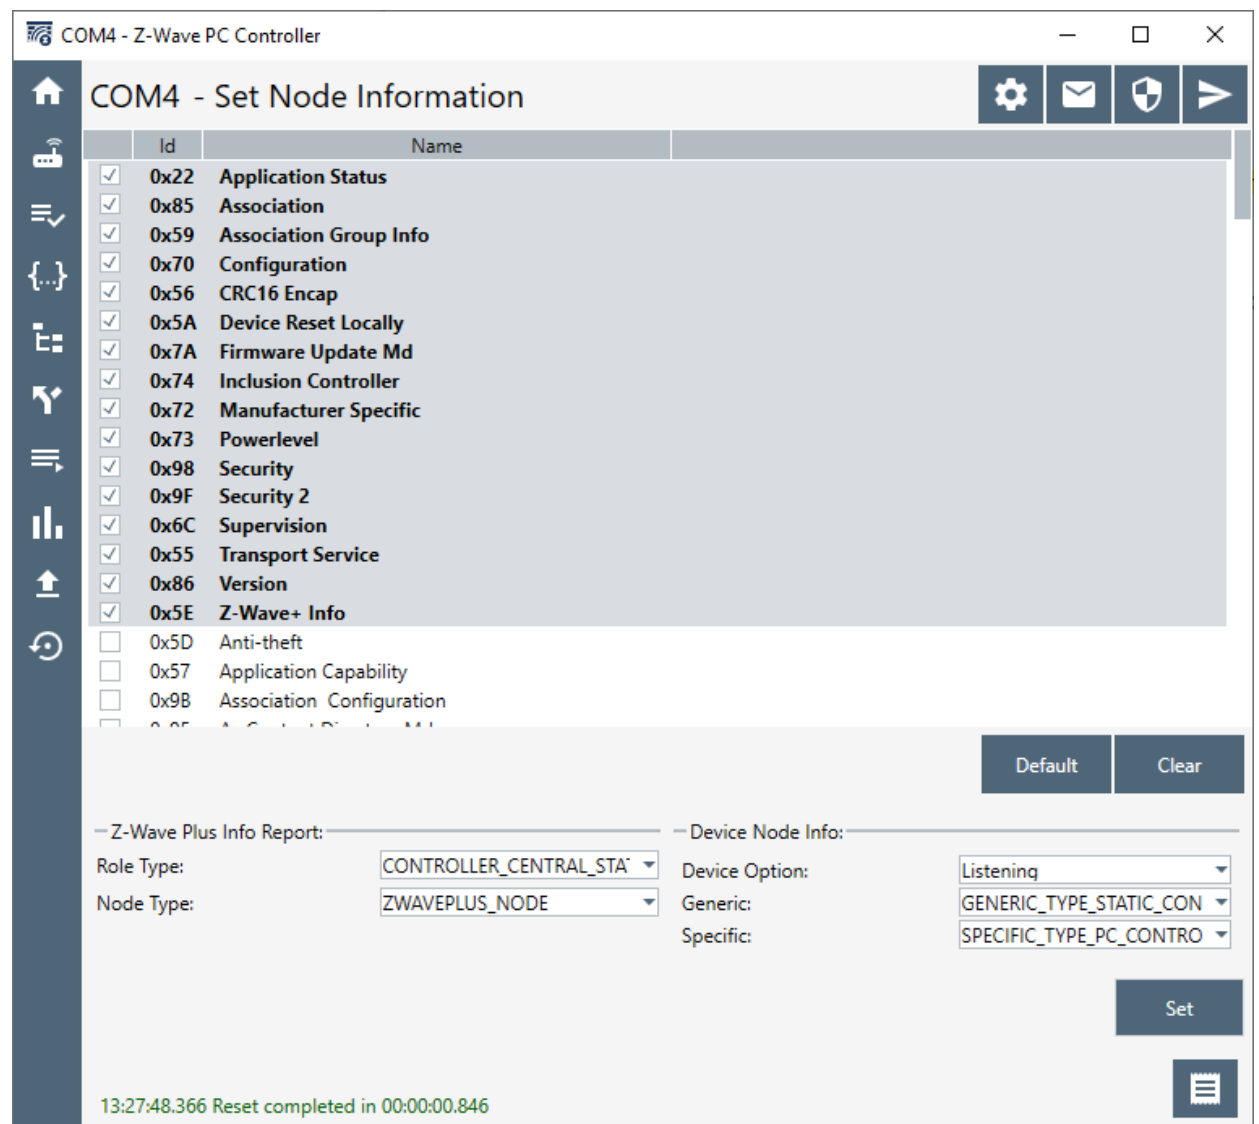 COM4 - Z-Wave PC Controller
COM4 - Set Node Information
Id Name
0x22 Application Status
0x85 Association
0x59 Association Group Info
0x70 Configuration
0x56 CRC16 Encap
0x5A Device Reset Locally
0x7A Firmware Update Md
0x74 Inclusion Controller
0x72 Manufacturer Specific
0x73 Powerlevel
0x98 Security
0x9F Security 2
0x6C Supervision
0x55 Transport Service
0x86 Version
0x5E Z-Wave+ Info
0x5D Anti-theft
0x57 Application Capability
0x9B Association Configuration
Default Clear
Z-Wave Plus Info Report: Device Node Info:
Role Type: CONTROLLER_CENTRAL_STA Device Option: Listening
Node Type: ZWAVEPLUS_NODE Generic: GENERIC_TYPE_STATIC_CON
Specific: SPECIFIC_TYPE_PC_CONTRO
Set
13:27:48.366 Reset completed in 00:00:00.846